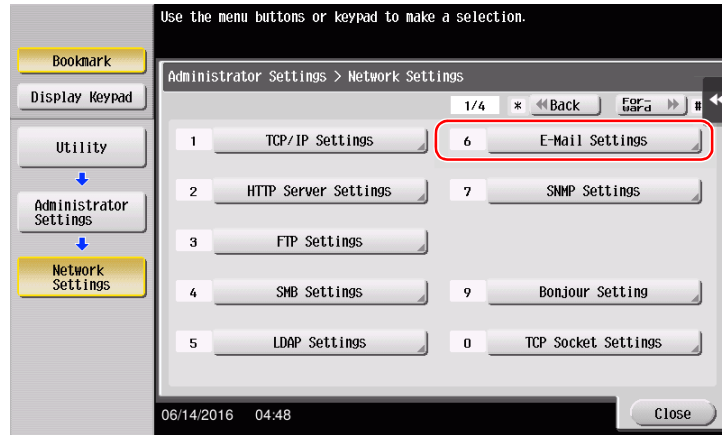 Use the menu buttons or keypad to make a selection.
Bookmark
Display Keypad
Utility
Administrator
Settings
Network
Settings
Administrator Settings > Network Settings
1/4 * Back For-
ward #
1 TCP/IP Settings
6 E-Mail Settings
2 HTTP Server Settings
7 SNMP Settings
3 FTP Settings
4 SMB Settings
9 Bonjour Setting
5 LDAP Settings
0 TCP Socket Settings
06/14/2016 04:48
Close